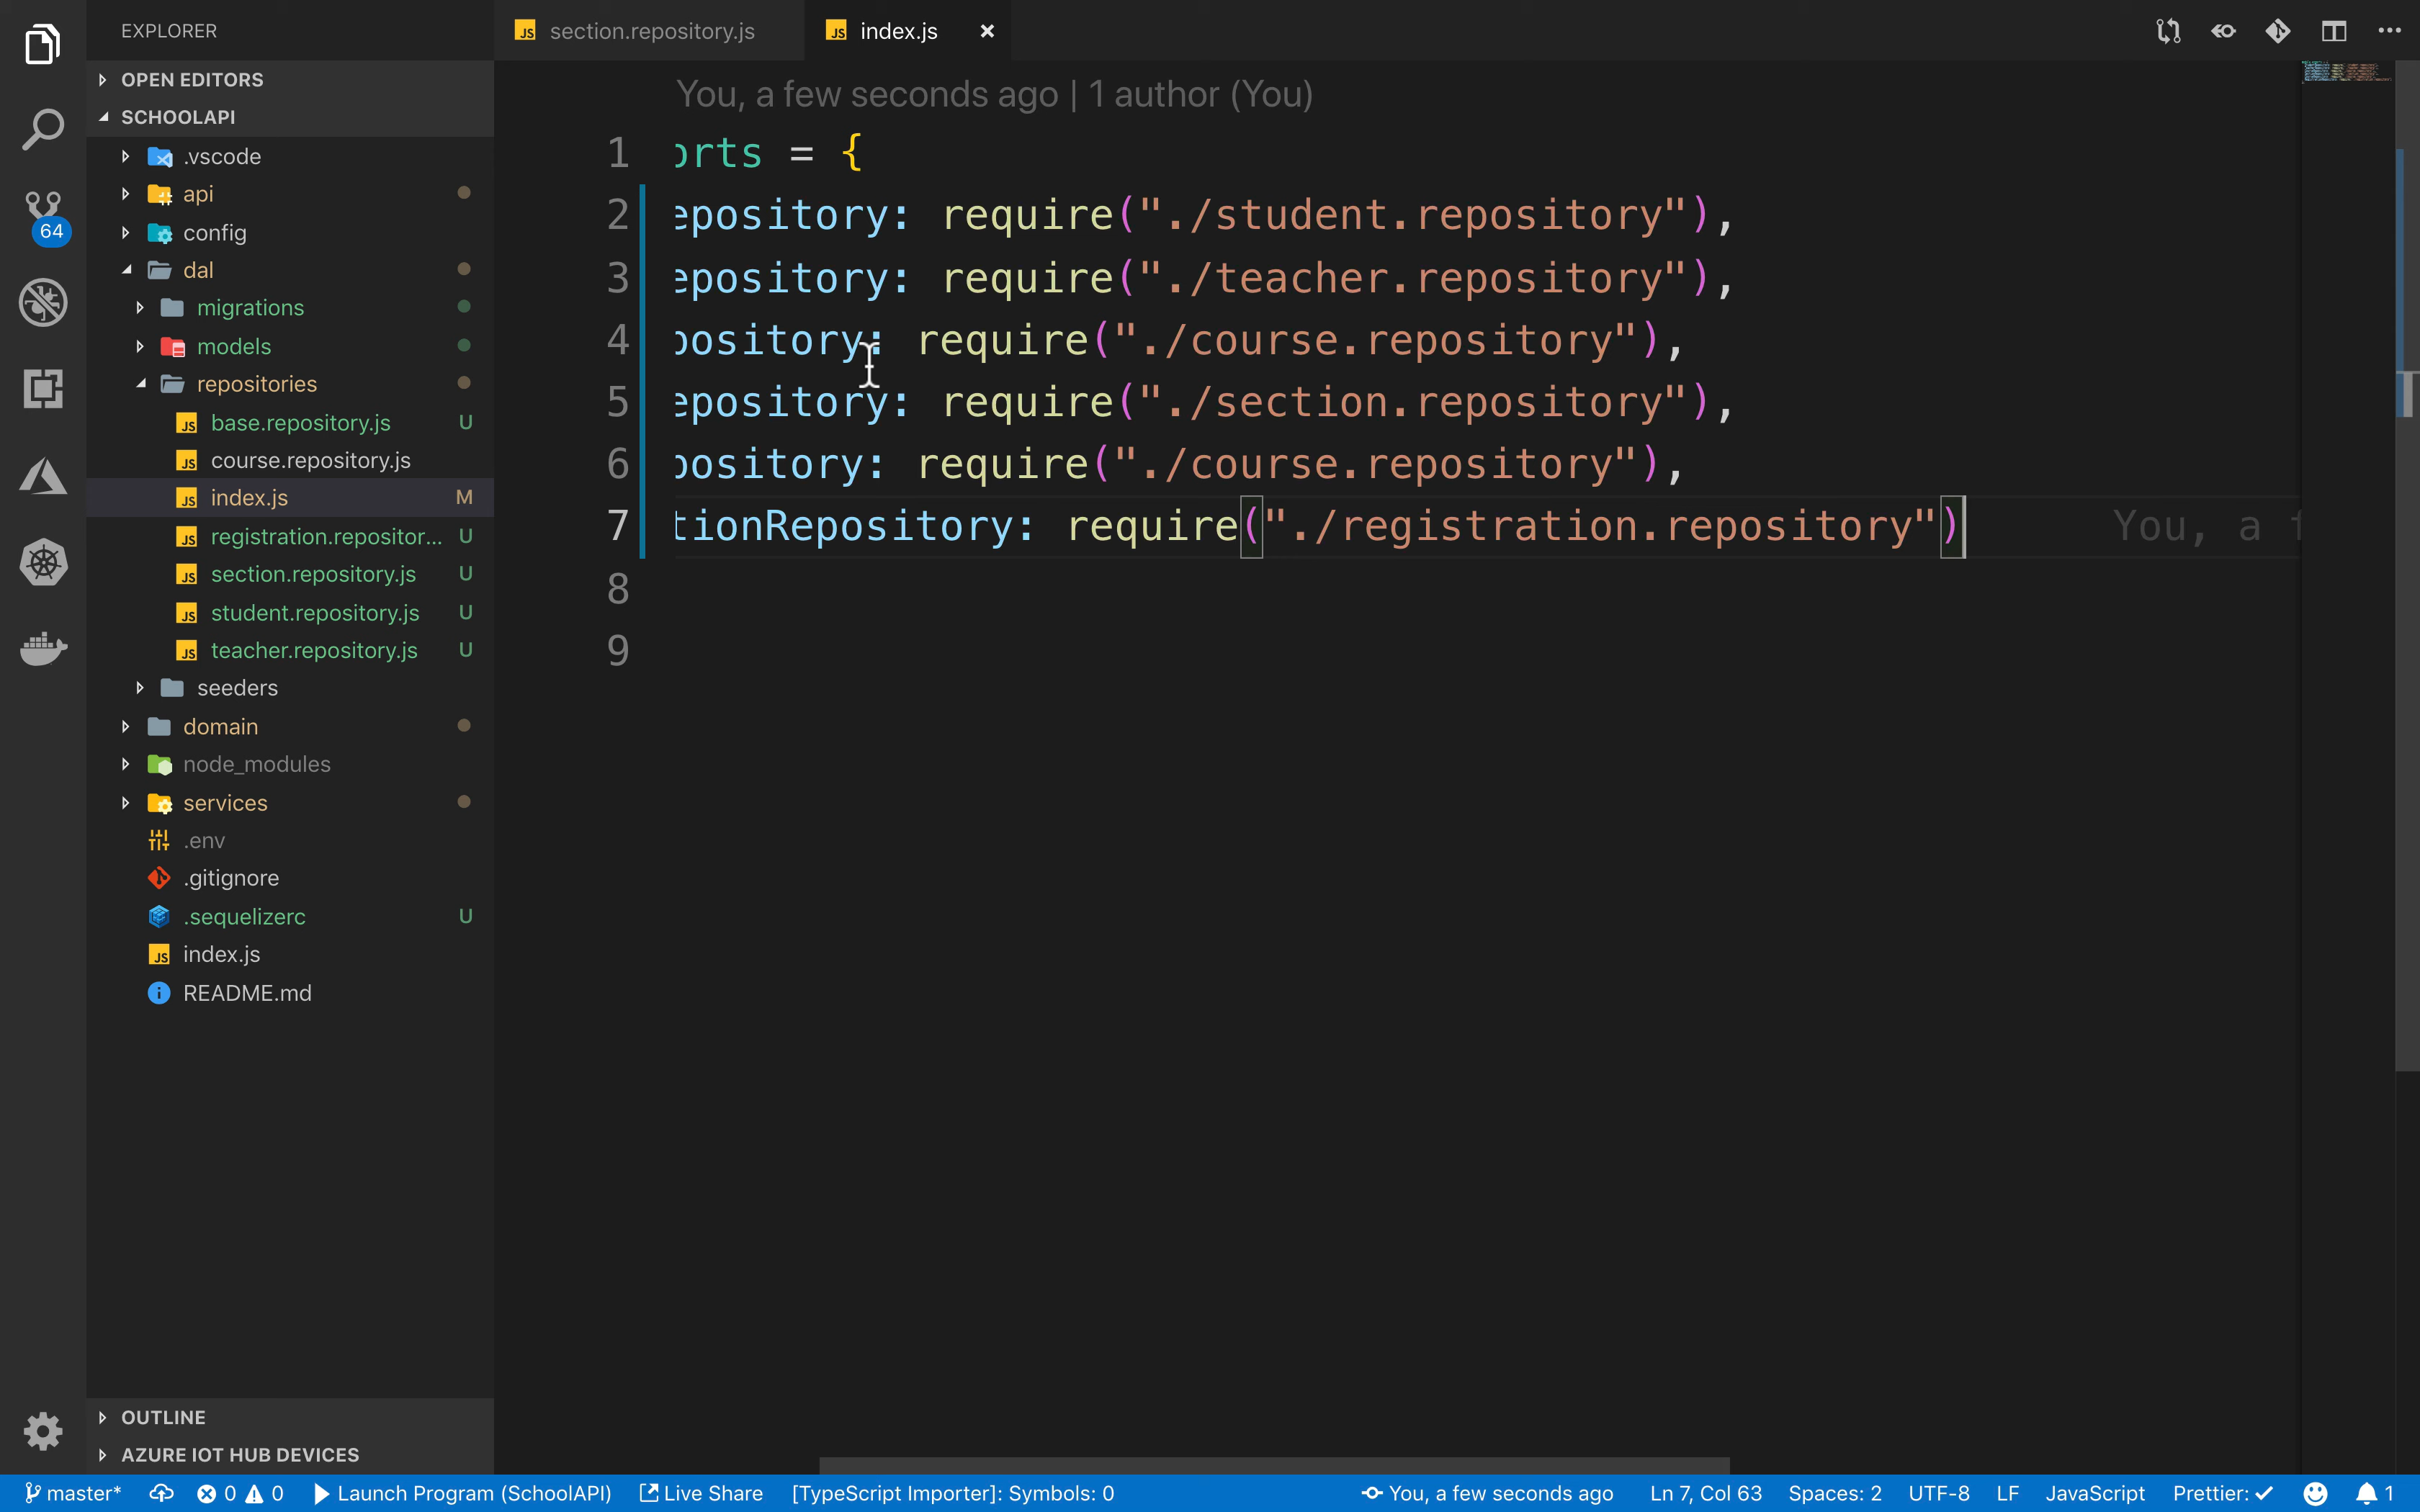 EXPLORER
OPEN EDITORS
SCHOOLAPI
.vscode
api
config
dal
migrations
models
repositories
base.repository.js U
course.repository.js
index.js M
registration.repositor... U
section.repository.js U
student.repository.js U
teacher.repository.js U
seeders
domain
node_modules
services
.env
.gitignore
.sequelizerc U
index.js
README.md
OUTLINE
AZURE IOT HUB DEVICES
64
JS section.repository.js
JS index.js ×
You, a few seconds ago | 1 author (You)
1 orts = {
2 epository: require("./student.repository"),
3 epository: require("./teacher.repository"),
4 pository: require("./course.repository"),
5 epository: require("./section.repository"),
6 pository: require("./course.repository"),
7 tionRepository: require("./registration.repository") You, a f
8
9
master* 0 0 Launch Program (SchoolAPI) Live Share [TypeScript Importer]: Symbols: 0 You, a few seconds ago Ln 7, Col 63 Spaces: 2 UTF-8 LF JavaScript Prettier: ✓ 1